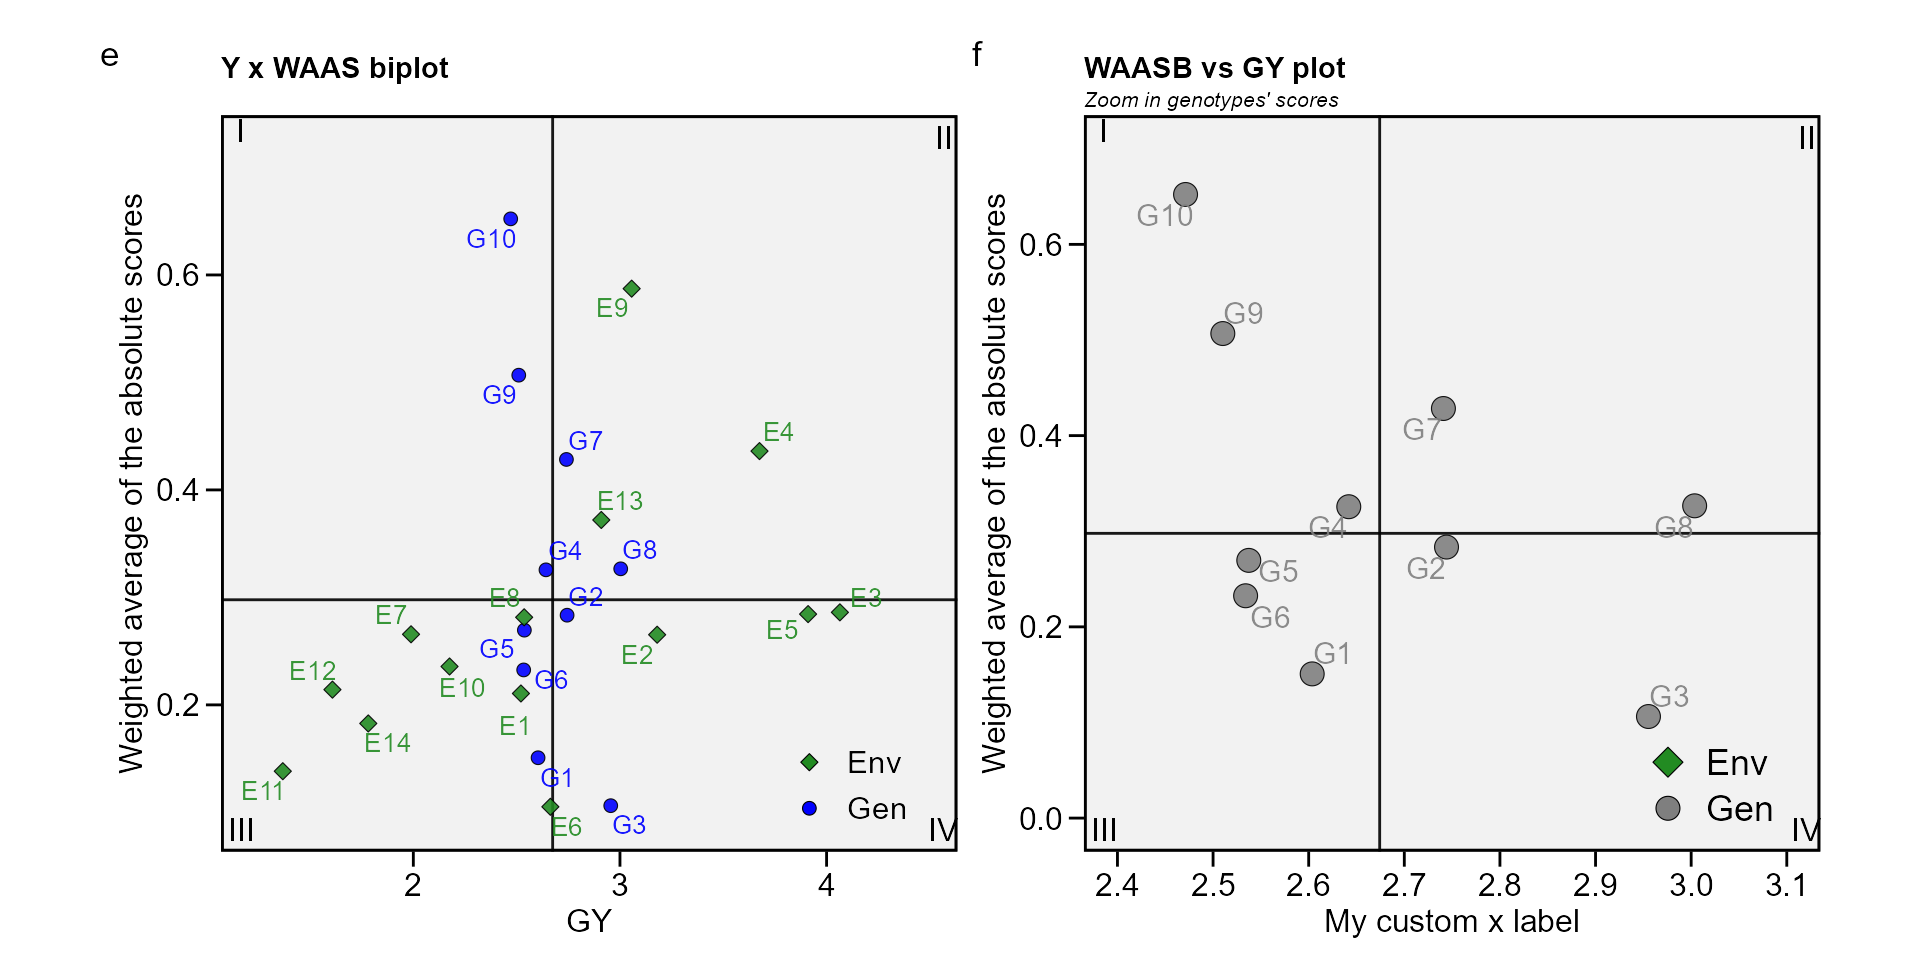 e
Y x WAAS biplot
I
II
G10
E9
G9
E4
G7
E13
G4
G8
E8
G2
E3
E7
E5
G5
E2
E12
G6
E10
E1
E14
G1
E11
E6
G3
Env
Gen
III
IV
0.6
0.4
0.2
2
3
4
GY
Weighted average of the absolute scores
f
WAASB vs GY plot
Zoom in genotypes' scores
I
II
G10
G9
G7
G4
G8
G2
G5
G6
G1
G3
Env
Gen
III
IV
0.6
0.4
0.2
0.0
2.4
2.5
2.6
2.7
2.8
2.9
3.0
3.1
My custom x label
Weighted average of the absolute scores